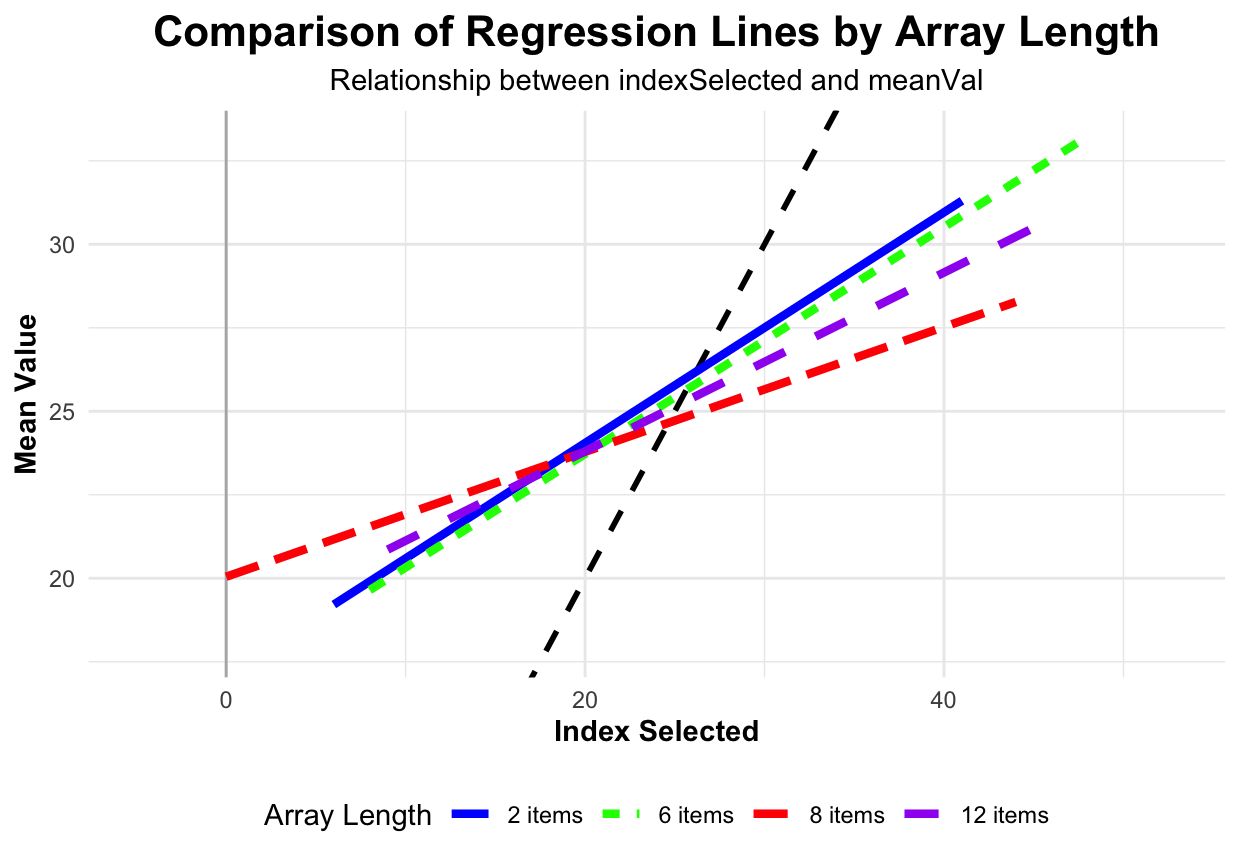 Comparison of Regression Lines by Array Length
Relationship between indexSelected and meanVal
Mean Value
30
25
20
0 20 40
Index Selected
Array Length 2 items 6 items 8 items 12 items